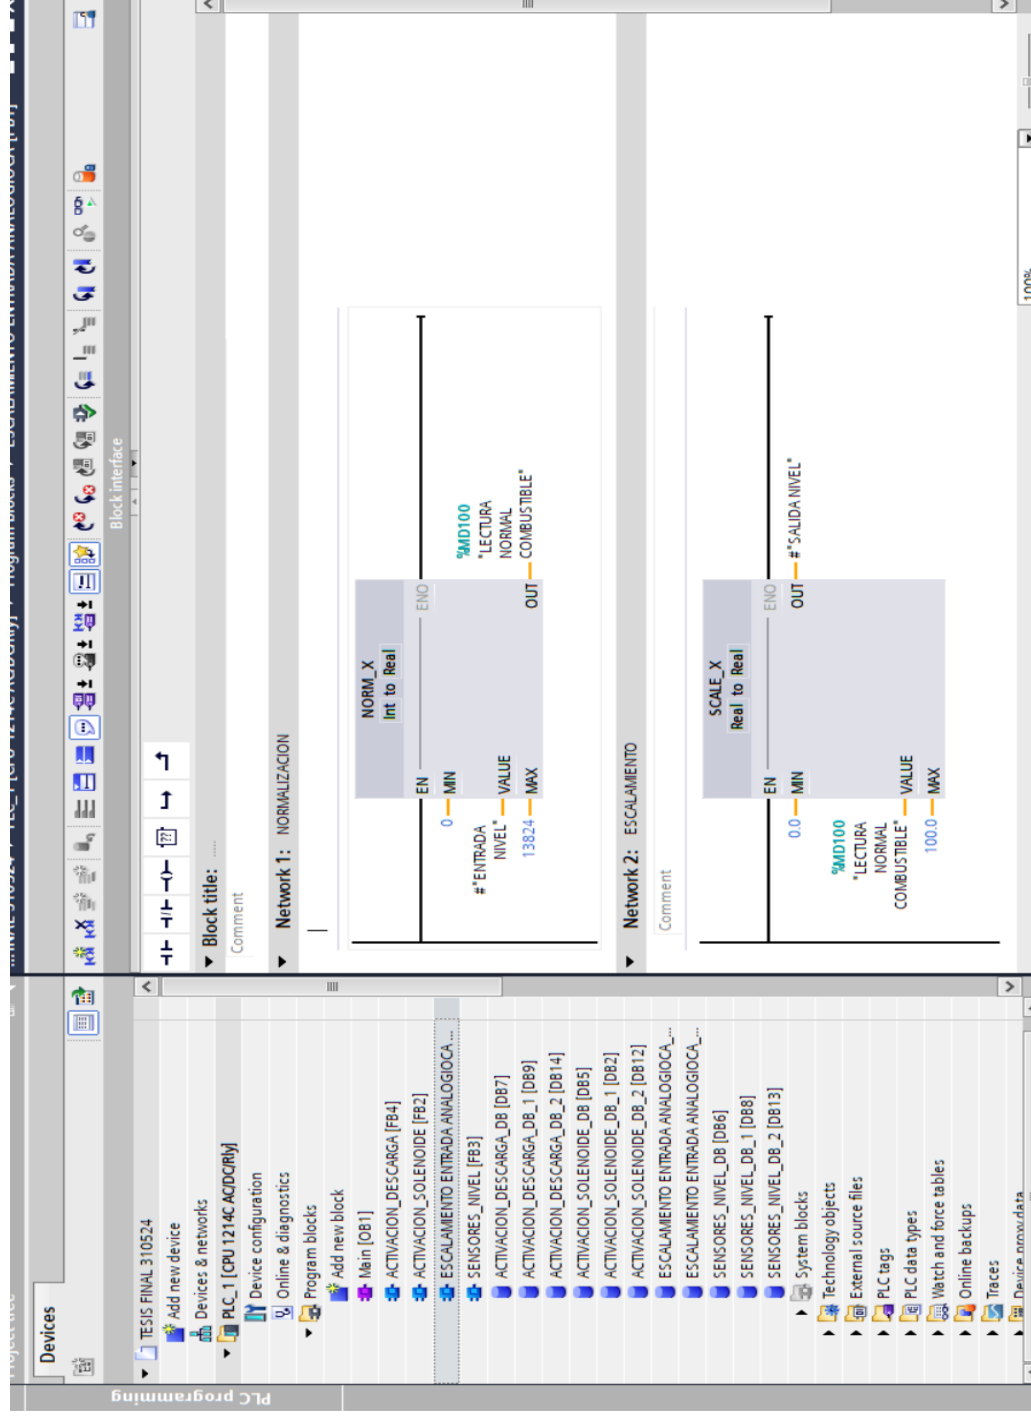 Devices
PLC programming
TESIS FINAL 310524
Add new device
Devices & networks
PLC_1 [CPU 1214C AC/DC/Rly]
Device configuration
Online & diagnostics
Program blocks
Add new block
Main [OB1]
ACTIVACION_DESCARGA [FB4]
ACTIVACION_SOLENOIDE [FB2]
ESCALAMIENTO ENTRADA ANALOGIOCA ...
SENSORES_NIVEL [FB3]
ACTIVACION_DESCARGA_DB [DB7]
ACTIVACION_DESCARGA_DB_1 [DB9]
ACTIVACION_DESCARGA_DB_2 [DB14]
ACTIVACION_SOLENOIDE_DB [DB5]
ACTIVACION_SOLENOIDE_DB_1 [DB2]
ACTIVACION_SOLENOIDE_DB_2 [DB12]
ESCALAMIENTO ENTRADA ANALOGIOCA_...
ESCALAMIENTO ENTRADA ANALOGIOCA_...
SENSORES_NIVEL_DB [DB6]
SENSORES_NIVEL_DB_1 [DB8]
SENSORES_NIVEL_DB_2 [DB13]
System blocks
Technology objects
External source files
PLC tags
PLC data types
Watch and force tables
Online backups
Traces
Device proxy data
Block interface
Block title: .....
Comment
Network 1: NORMALIZACION
NORM_X
Int to Real
EN
ENO
0
MIN
#"ENTRADA
NIVEL"
VALUE
13824
MAX
%MD100
"LECTURA
NORMAL
COMBUSTIBLE"
OUT
Network 2: ESCALAMIENTO
Comment
SCALE_X
Real to Real
EN
ENO
0.0
MIN
OUT
#"SALIDA NIVEL"
%MD100
"LECTURA
NORMAL
COMBUSTIBLE"
VALUE
100.0
MAX
100%